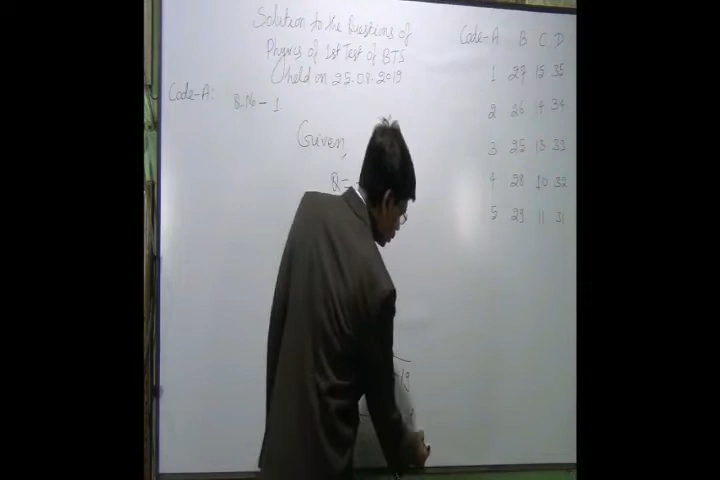 Solution to the Questions of
Physics of 1st Test of BTS
held on 25.08.2019
Code-A: Q.No - 1
Given,
Q =
19
Code-A B C D
1 27 15 35
2 26 14 34
3 25 13 33
4 28 10 32
5 29 11 31